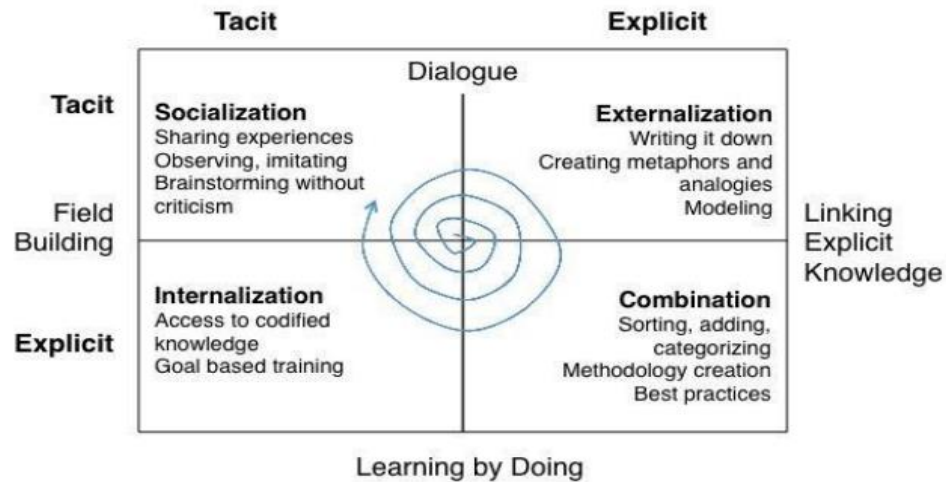 Tacit
Explicit
Dialogue
Tacit
Socialization
Sharing experiences
Observing, imitating
Brainstorming without
criticism
Externalization
Writing it down
Creating metaphors and
analogies
Modeling
Field
Building
Linking
Explicit
Knowledge
Explicit
Internalization
Access to codified
knowledge
Goal based training
Combination
Sorting, adding,
categorizing
Methodology creation
Best practices
Learning by Doing